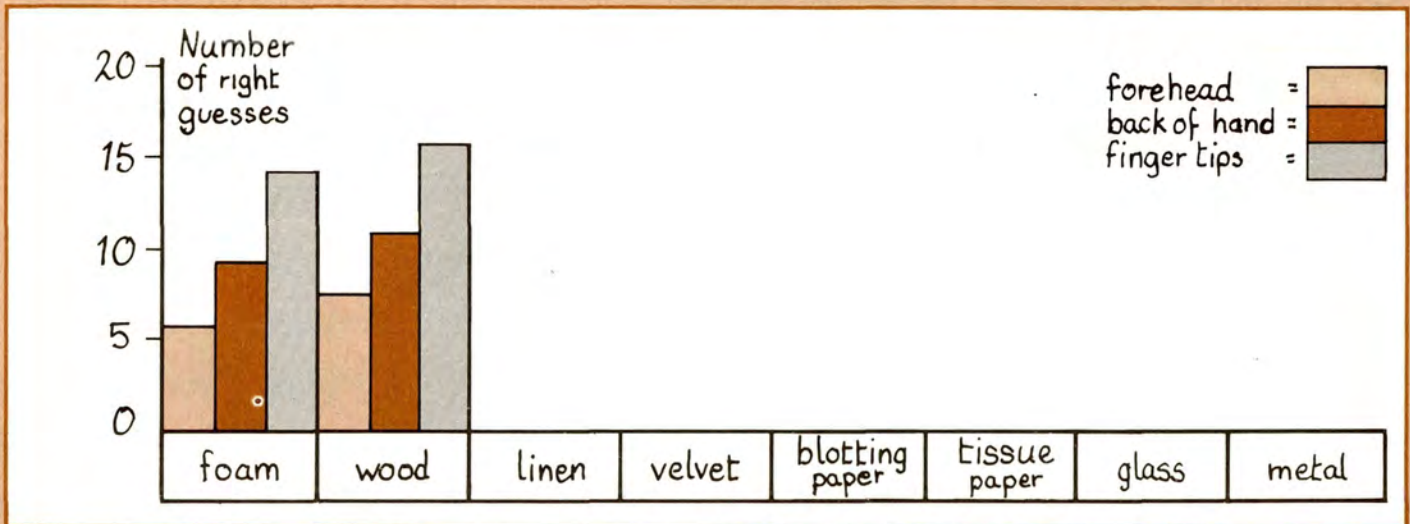 Number
of right
guesses
20
15
10
5
0
forehead =
back of hand =
finger tips =
foam
wood
linen
velvet
blotting
paper
tissue
paper
glass
metal